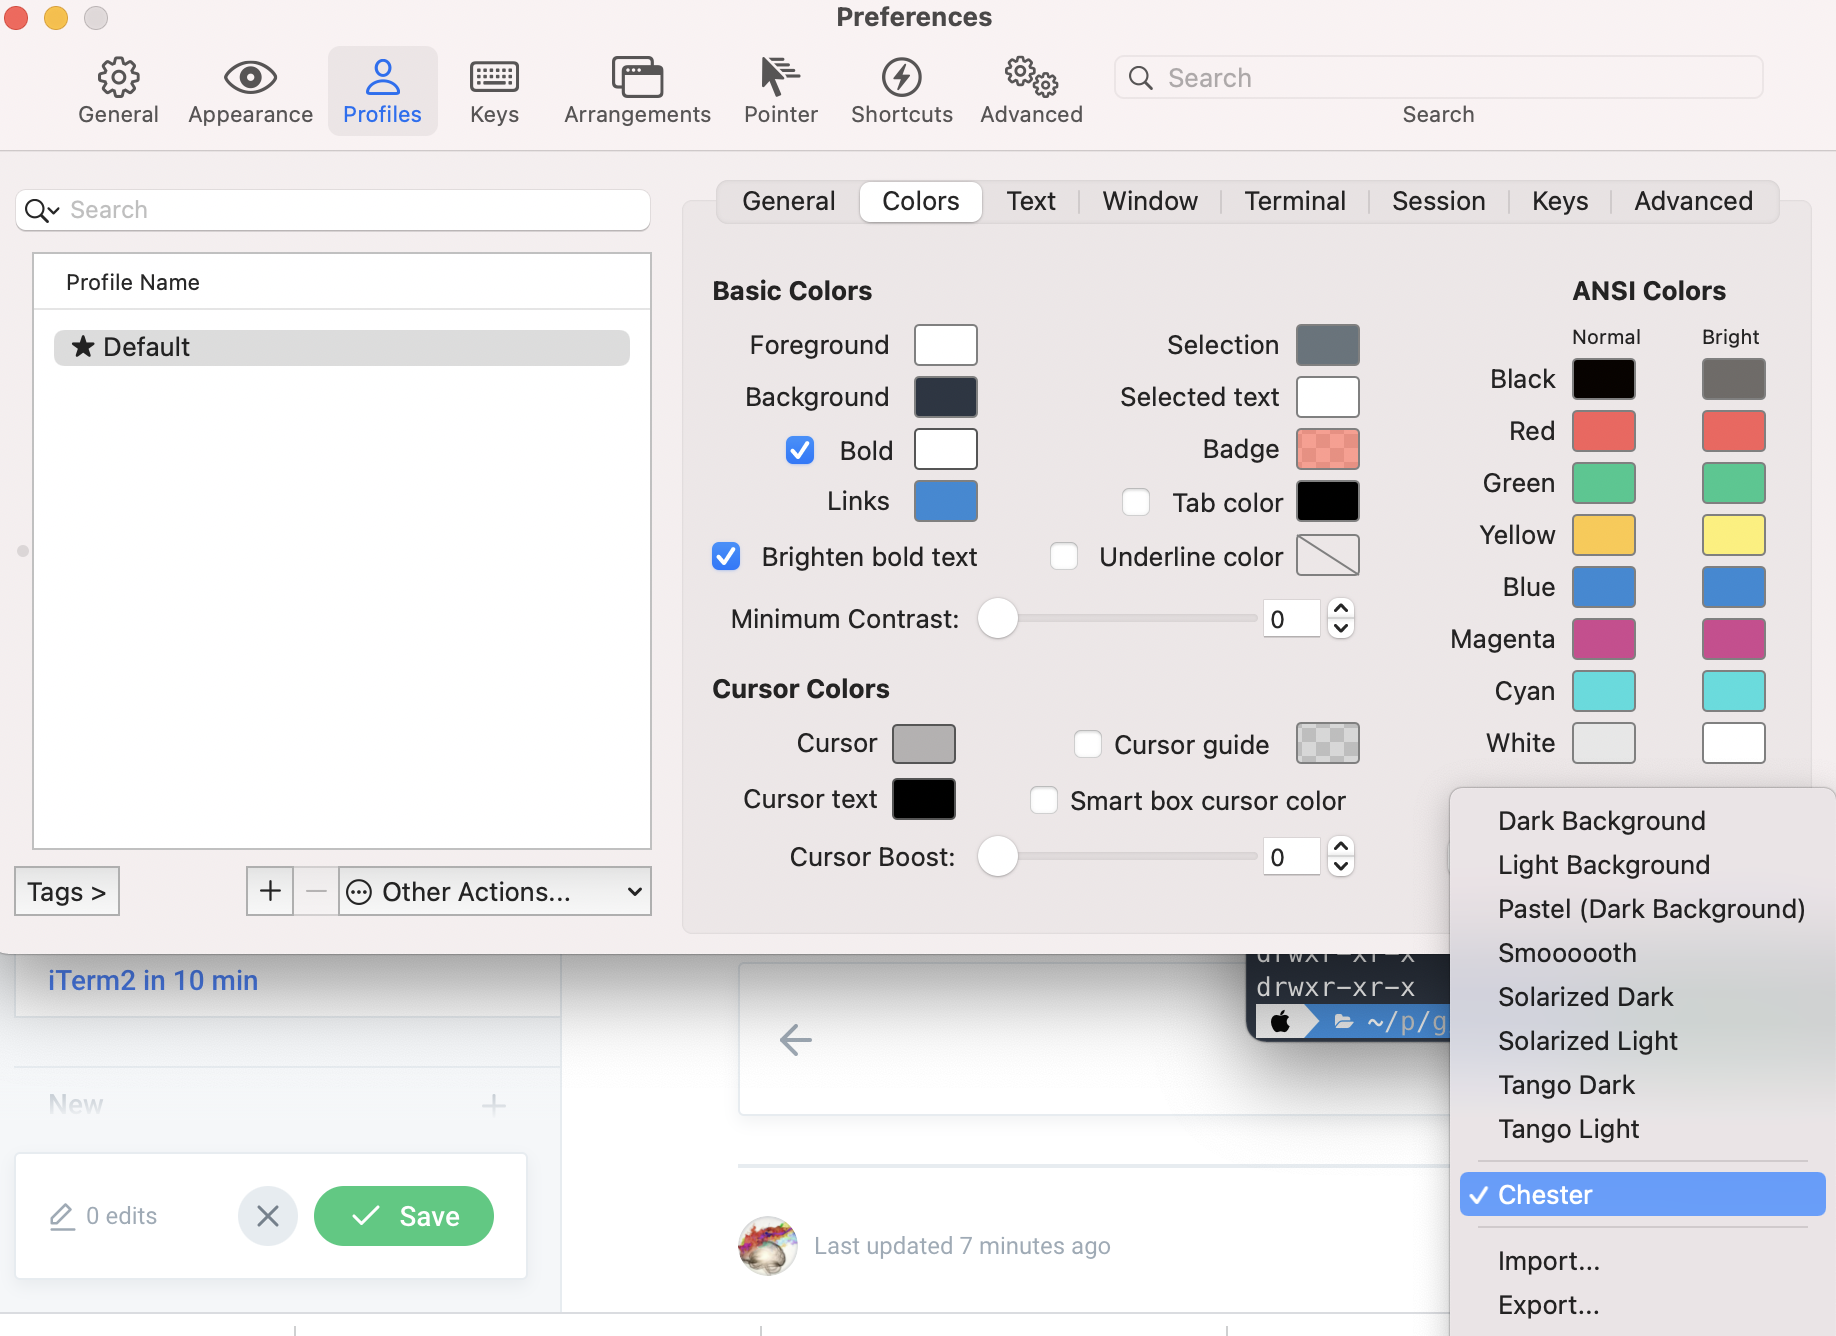 Preferences
General
Appearance
Profiles
Keys
Arrangements
Pointer
Shortcuts
Advanced
Search
Search
Search
Profile Name
★ Default
Tags >
+
−
Other Actions...
General
Colors
Text
Window
Terminal
Session
Keys
Advanced
Basic Colors
Foreground
Background
Bold
Links
Brighten bold text
Selection
Selected text
Badge
Tab color
Underline color
Minimum Contrast:
0
Cursor Colors
Cursor
Cursor text
Cursor guide
Smart box cursor color
Cursor Boost:
0
ANSI Colors
Normal Bright
Black
Red
Green
Yellow
Blue
Magenta
Cyan
White
Dark Background
Light Background
Pastel (Dark Background)
Smoooooth
Solarized Dark
Solarized Light
Tango Dark
Tango Light
✓ Chester
Import...
Export...
iTerm2 in 10 min
New +
0 edits
Save
drwxr-xr-x
drwxr-xr-x
~/p/g
Last updated 7 minutes ago